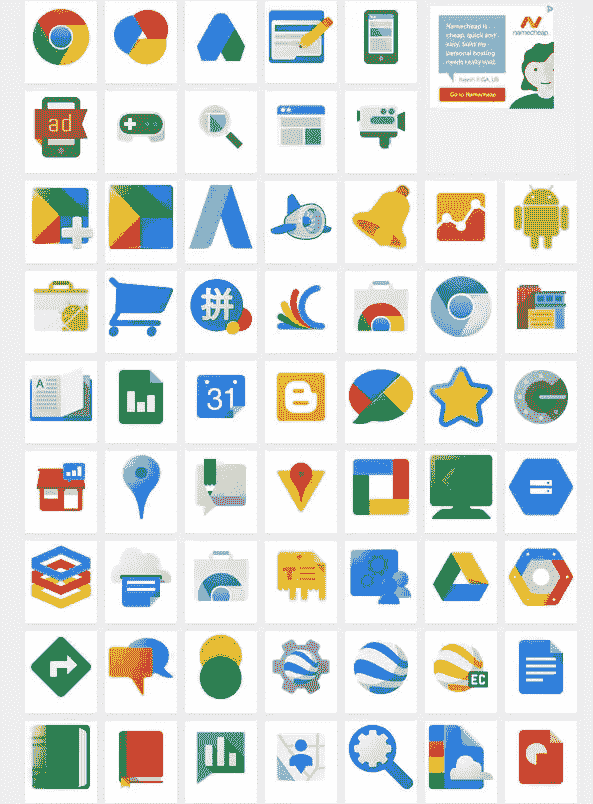 Namecheap is
cheap, quick and
easy. Suits my
personal hosting
needs really well.
namecheap
Go to Namecheap
ad
拼
A
31
EC